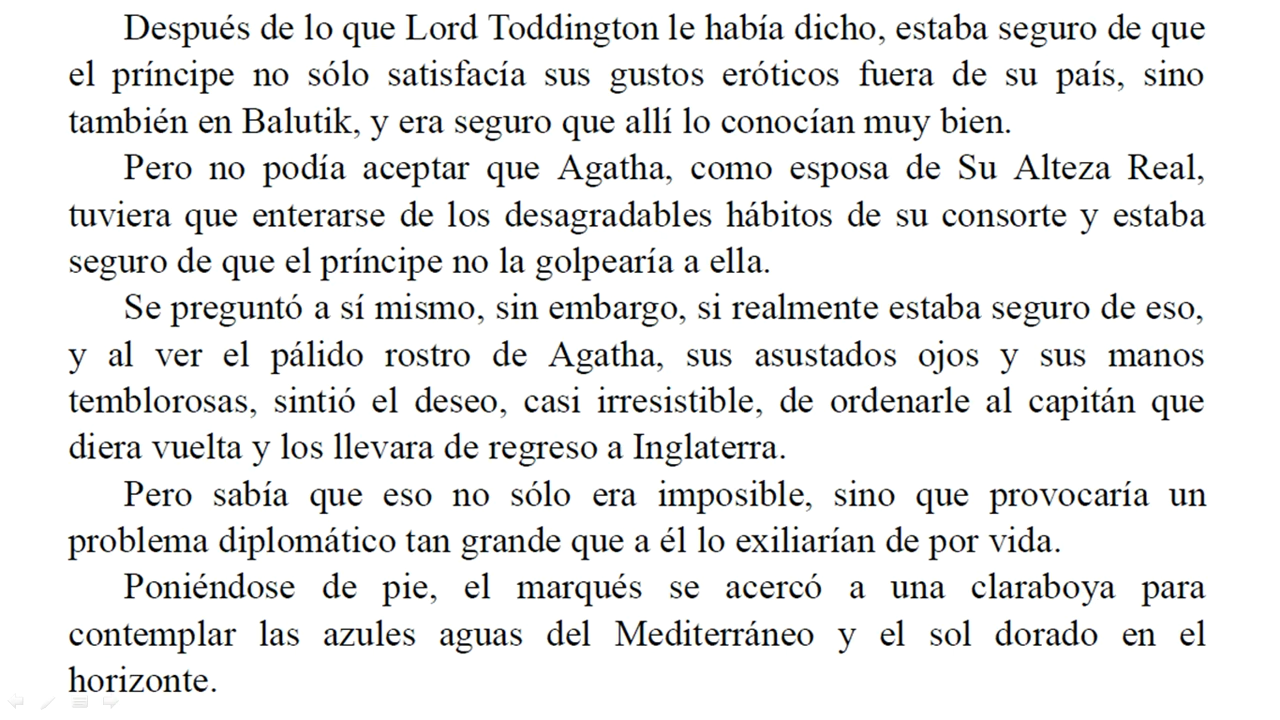 Después de lo que Lord Toddington le había dicho, estaba seguro de que
el príncipe no sólo satisfacía sus gustos eróticos fuera de su país, sino
también en Balutik, y era seguro que allí lo conocían muy bien.
Pero no podía aceptar que Agatha, como esposa de Su Alteza Real,
tuviera que enterarse de los desagradables hábitos de su consorte y estaba
seguro de que el príncipe no la golpearía a ella.
Se preguntó a sí mismo, sin embargo, si realmente estaba seguro de eso,
y al ver el pálido rostro de Agatha, sus asustados ojos y sus manos
temblorosas, sintió el deseo, casi irresistible, de ordenarle al capitán que
diera vuelta y los llevara de regreso a Inglaterra.
Pero sabía que eso no sólo era imposible, sino que provocaría un
problema diplomático tan grande que a él lo exiliarían de por vida.
Poniéndose de pie, el marqués se acercó a una claraboya para
contemplar las azules aguas del Mediterráneo y el sol dorado en el
horizonte.